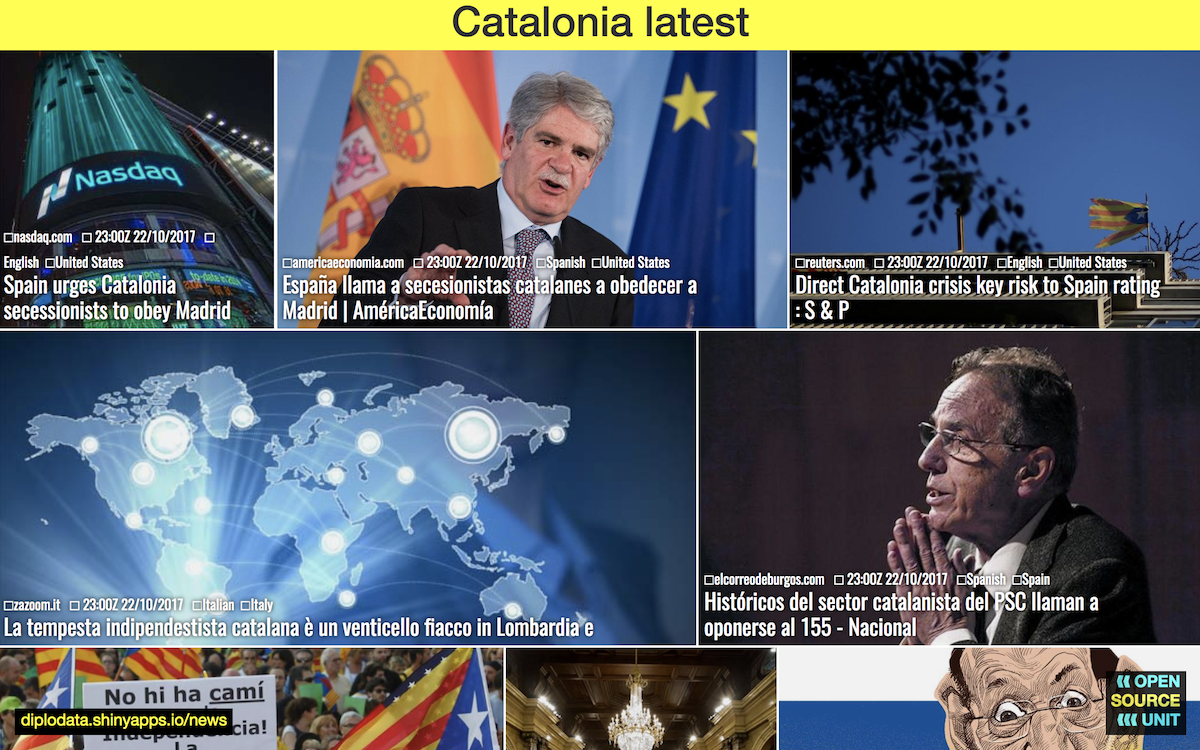 Catalonia latest
Nasdaq
nasdaq.com 23:00Z 22/10/2017
English United States
Spain urges Catalonia
secessionists to obey Madrid
americaeconomia.com 23:00Z 22/10/2017 Spanish United States
España llama a secesionistas catalanes a obedecer a
Madrid | AméricaEconomía
reuters.com 23:00Z 22/10/2017 English United States
Direct Catalonia crisis key risk to Spain rating
: S & P
zazoom.it 23:00Z 22/10/2017 Italian Italy
La tempesta indipendestista catalana è un venticello fiacco in Lombardia e
elcorreodeburgos.com 23:00Z 22/10/2017 Spanish Spain
Históricos del sector catalanista del PSC llaman a
oponerse al 155 - Nacional
No hi ha camí
La
diplodata.shinyapps.io/news
⟪ OPEN
SOURCE
⟪⟨ UNIT